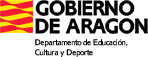 GOBIERNO
DE ARAGON
Departamento de Educación,
Cultura y Deporte